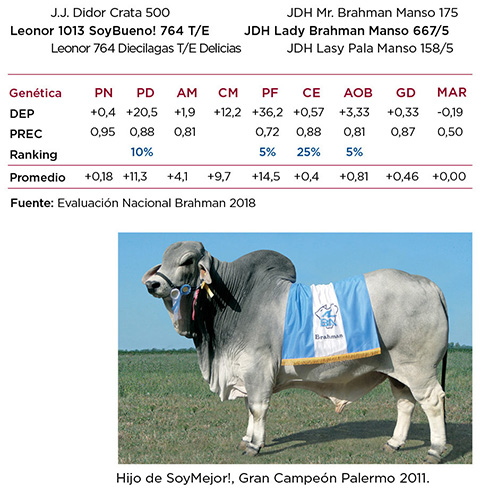 J.J. Didor Crata 500 JDH Mr. Brahman Manso 175
Leonor 1013 SoyBueno! 764 T/E JDH Lady Brahman Manso 667/5
Leonor 764 Diecilagas T/E Delicias JDH Lasy Pala Manso 158/5
Genética PN PD AM CM PF CE AOB GD MAR
DEP +0,4 +20,5 +1,9 +12,2 +36,2 +0,57 +3,33 +0,33 -0,19
PREC 0,95 0,88 0,81 0,72 0,88 0,81 0,87 0,50
Ranking 10% 5% 25% 5%
Promedio +0,18 +11,3 +4,1 +9,7 +14,5 +0,4 +0,81 +0,46 +0,00
Fuente: Evaluación Nacional Brahman 2018
Brahman
Hijo de SoyMejor!, Gran Campeón Palermo 2011.